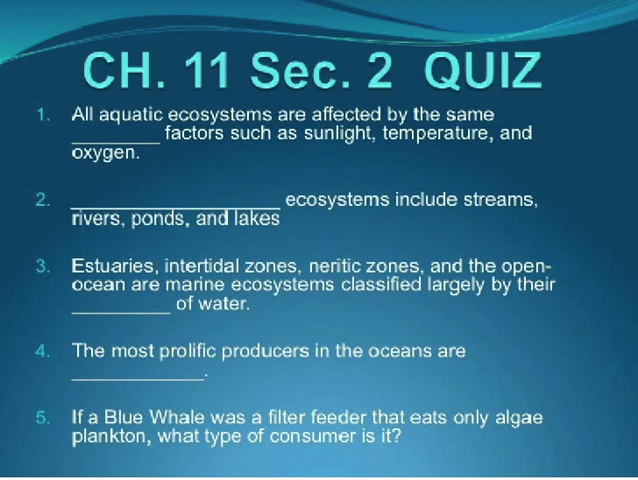 CH. 11 Sec. 2 QUIZ
1. All aquatic ecosystems are affected by the same
________ factors such as sunlight, temperature, and
oxygen.
2. ___________________ ecosystems include streams,
rivers, ponds, and lakes
3. Estuaries, intertidal zones, neritic zones, and the open-
ocean are marine ecosystems classified largely by their
_________ of water.
4. The most prolific producers in the oceans are
____________.
5. If a Blue Whale was a filter feeder that eats only algae
plankton, what type of consumer is it?